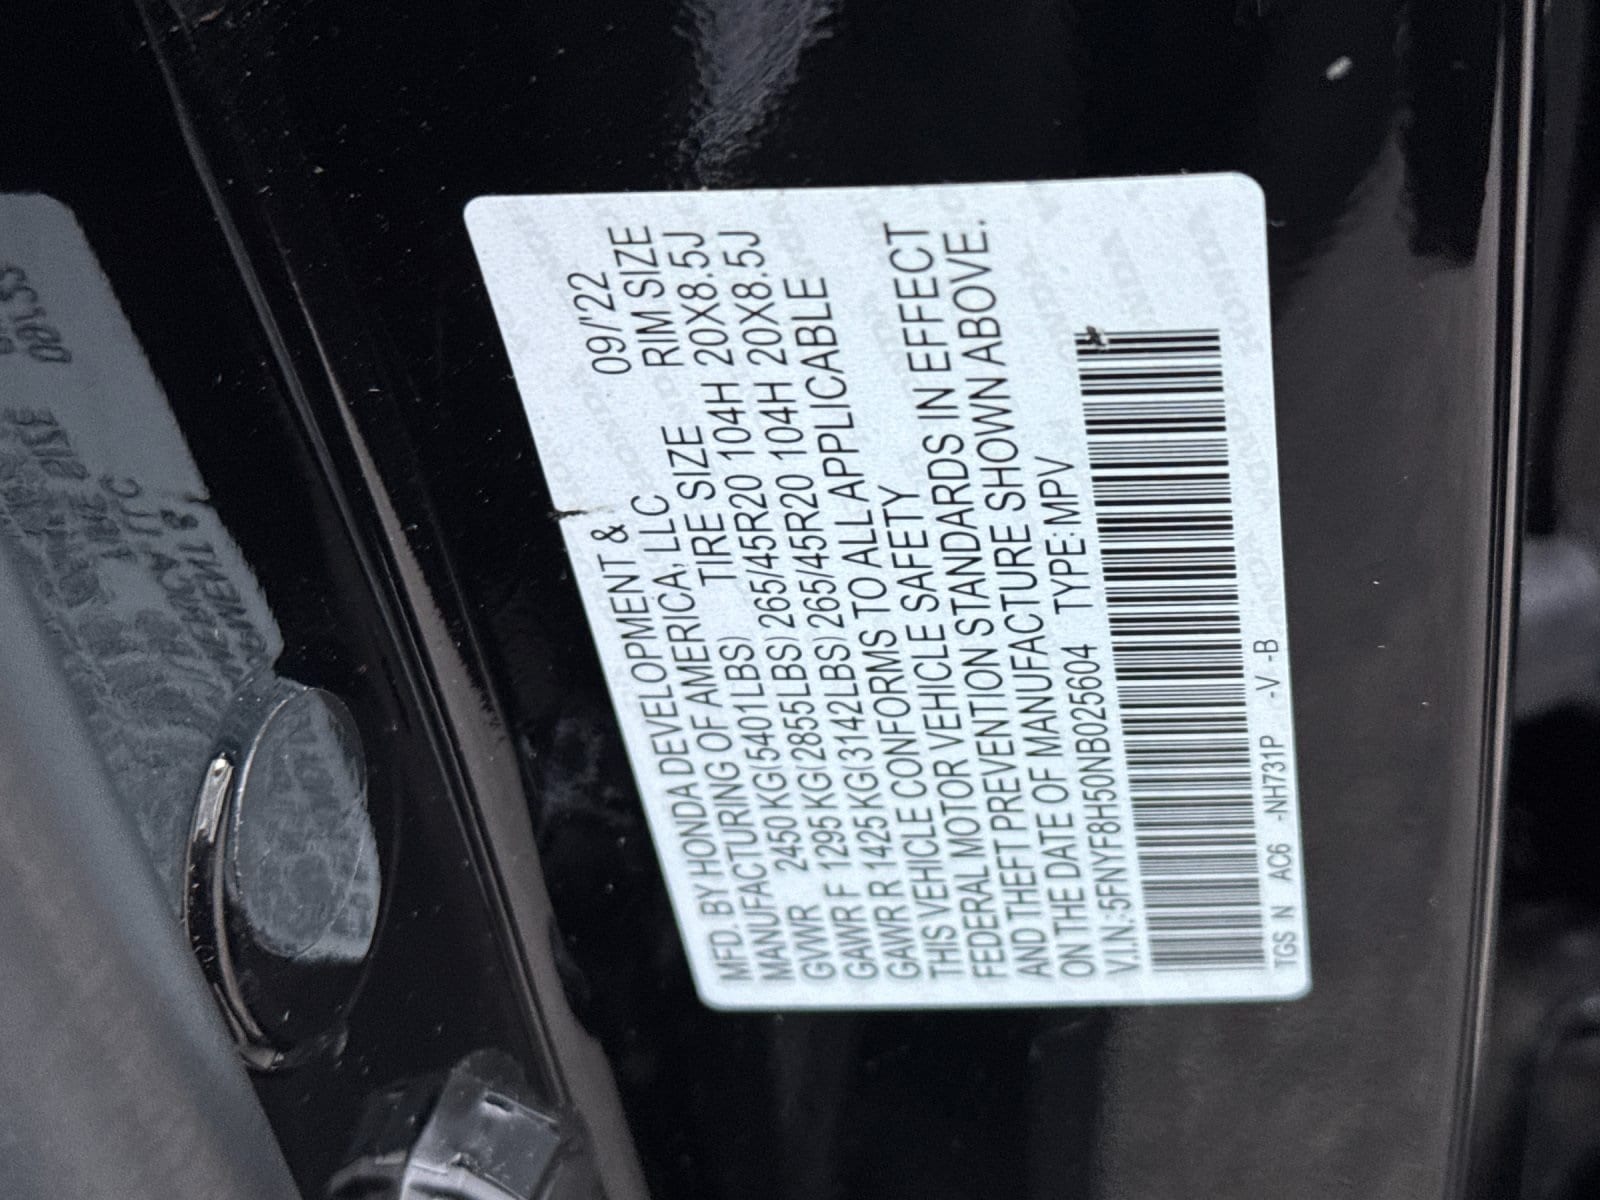 MFD. BY HONDA DEVELOPMENT & 09/'22
MANUFACTURING OF AMERICA, LLC RIM SIZE
GVWR 2450 KG(5401LBS) TIRE SIZE
GAWR F 1295 KG(2855LBS) 265/45R20 104H 20X8.5J
GAWR R 1425 KG(3142LBS) 265/45R20 104H 20X8.5J
THIS VEHICLE CONFORMS TO ALL APPLICABLE
FEDERAL MOTOR VEHICLE SAFETY
AND THEFT PREVENTION STANDARDS IN EFFECT
ON THE DATE OF MANUFACTURE SHOWN ABOVE.
V.I.N.:5FNYF8H50NB025604 TYPE:MPV
TGS N AC6 -NH731P -V -B